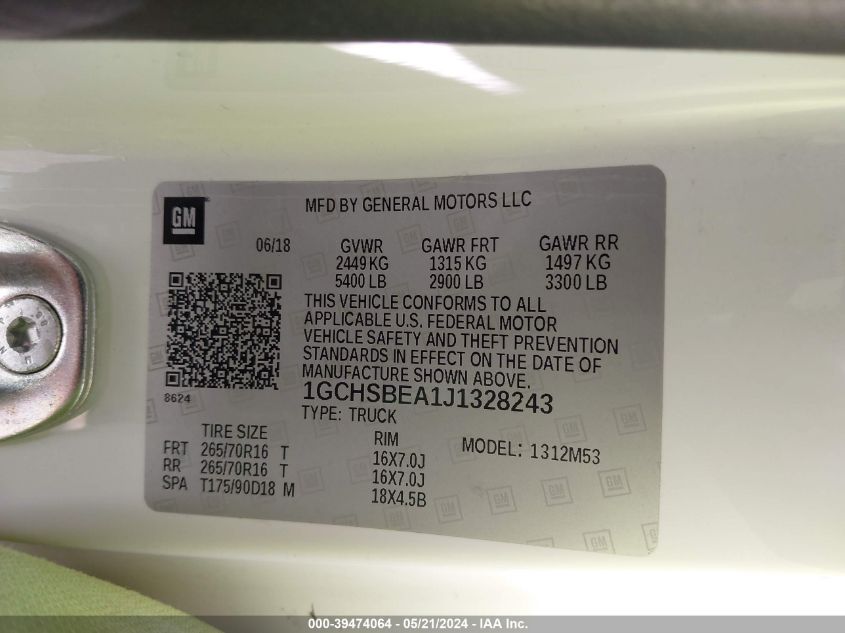 GM
MFD BY GENERAL MOTORS LLC
06/18 GVWR GAWR FRT GAWR RR
2449 KG 1315 KG 1497 KG
5400 LB 2900 LB 3300 LB
THIS VEHICLE CONFORMS TO ALL
APPLICABLE U.S. FEDERAL MOTOR
VEHICLE SAFETY AND THEFT PREVENTION
STANDARDS IN EFFECT ON THE DATE OF
MANUFACTURE SHOWN ABOVE.
8624
1GCHSBEA1J1328243
TYPE: TRUCK
TIRE SIZE RIM MODEL: 1312M53
FRT 265/70R16 T 16X7.0J
RR 265/70R16 T 16X7.0J
SPA T175/90D18 M 18X4.5B
000-39474064 - 05/21/2024 - IAA Inc.